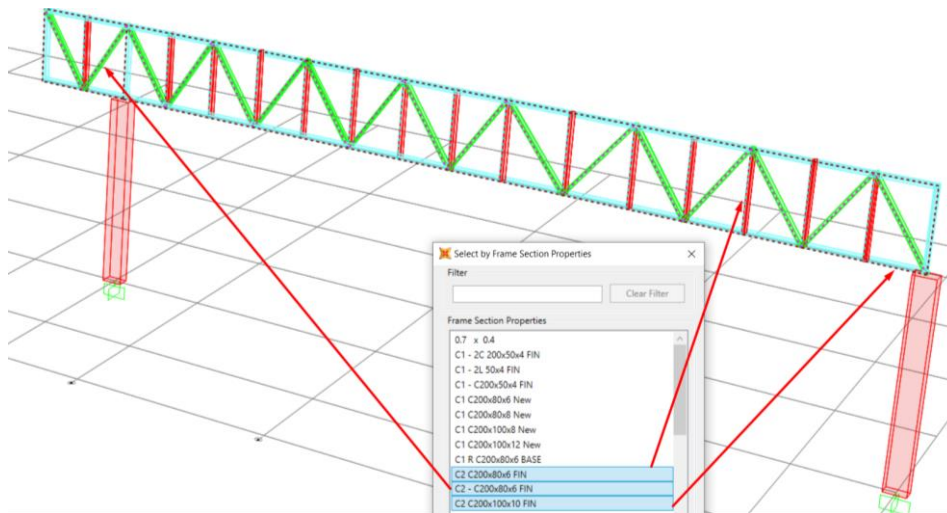 Select by Frame Section Properties
Filter
Clear Filter
Frame Section Properties
0.7 x 0.4
C1 - 2C 200x50x4 FIN
C1 - 2L 50x4 FIN
C1 - C200x50x4 FIN
C1 C200x80x6 New
C1 C200x80x8 New
C1 C200x100x8 New
C1 C200x100x12 New
C1 R C200x80x6 BASE
C2 C200x80x6 FIN
C2 - C200x80x6 FIN
C2 C200x100x10 FIN